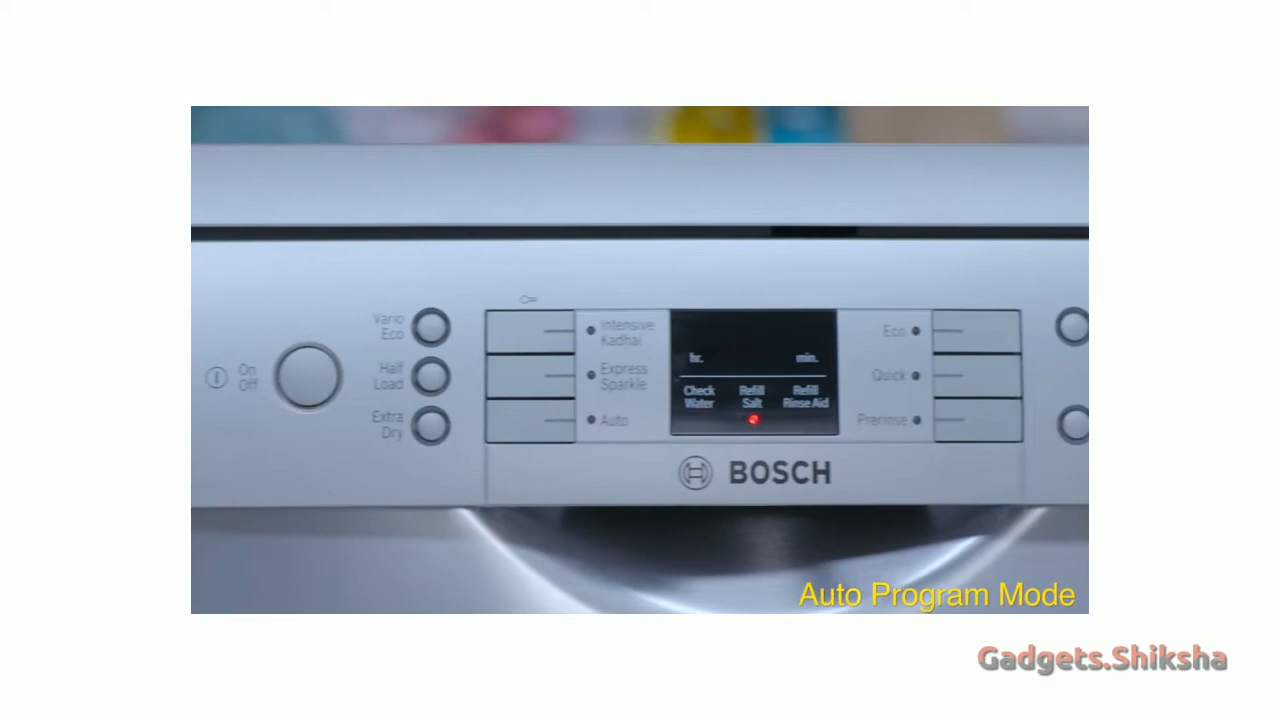 Vario
Eco
Intensive
Kadhai
Eco
hr.
min.
On
Off
Half
Load
Express
Sparkle
Check
Water
Refill
Salt
Refill
Rinse Aid
Quick
Extra
Dry
Auto
Prerinse
BOSCH
Auto Program Mode
Gadgets.Shiksha